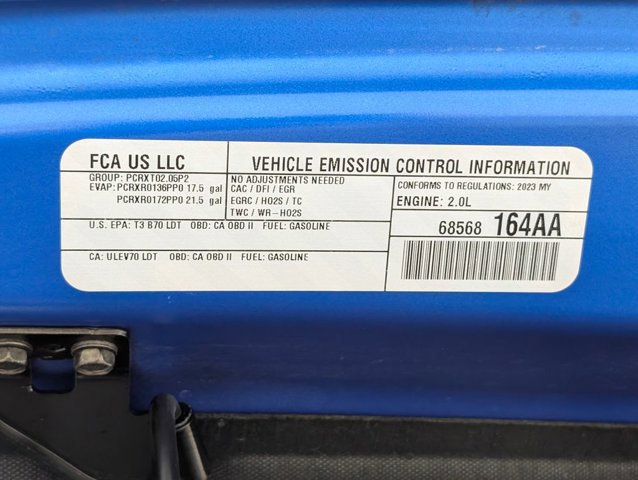 FCA US LLC
VEHICLE EMISSION CONTROL INFORMATION
GROUP: PCRXT02.05P2
EVAP: PCRXR0136PP0 17.5 gal
PCRXR0172PP0 21.5 gal
NO ADJUSTMENTS NEEDED
CAC / DFI / EGR
EGRC / HO2S / TC
TWC / WR-HO2S
CONFORMS TO REGULATIONS: 2023 MY
ENGINE: 2.0L
U.S. EPA: T3 B70 LDT OBD: CA OBD II FUEL: GASOLINE
CA: ULEV70 LDT OBD: CA OBD II FUEL: GASOLINE
68568 164AA